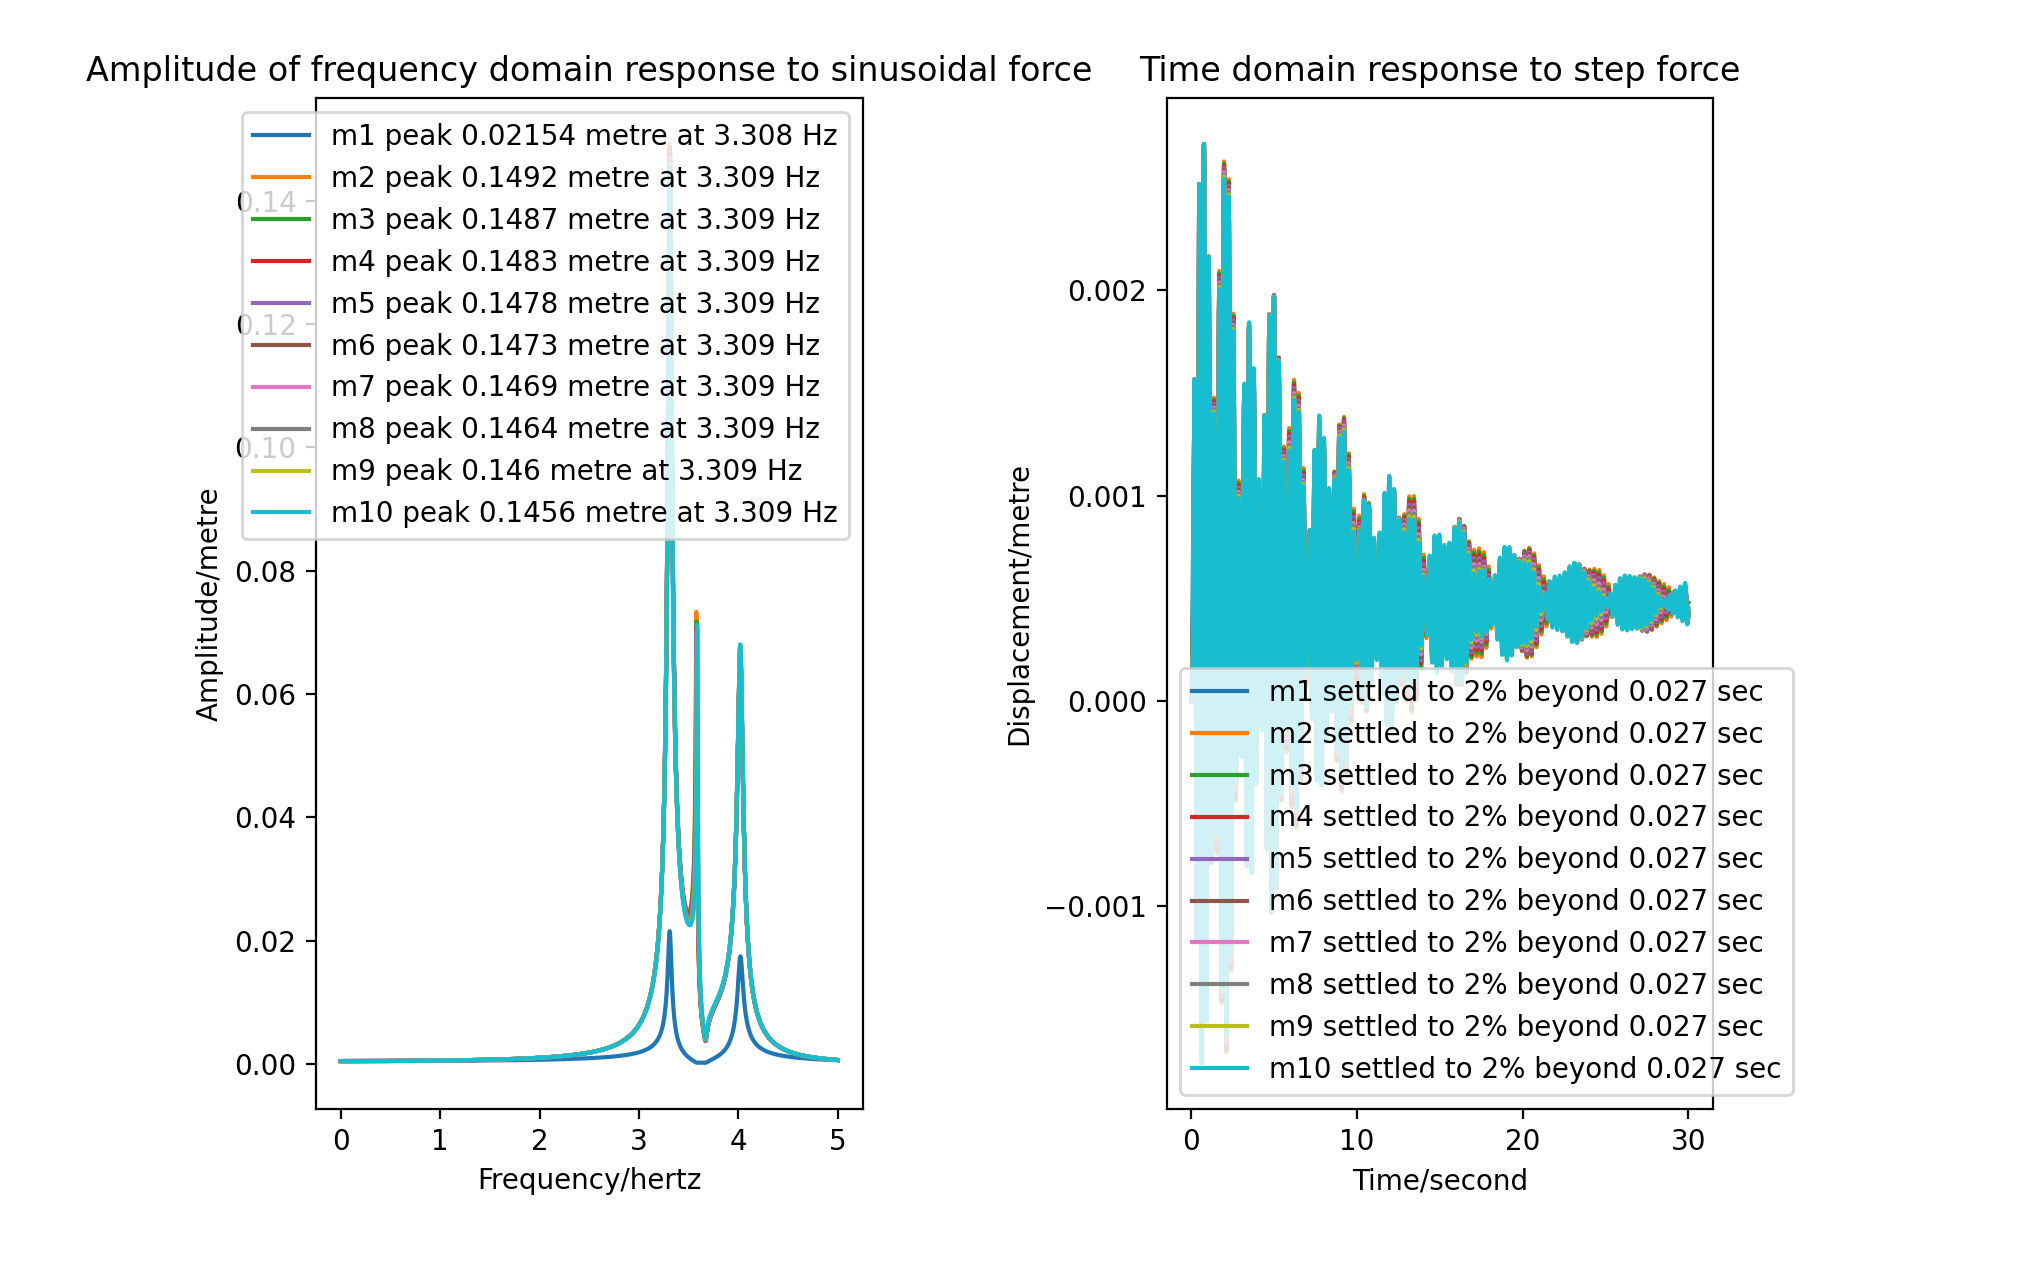 Amplitude of frequency domain response to sinusoidal force
m1 peak 0.02154 metre at 3.308 Hz
m2 peak 0.1492 metre at 3.309 Hz
m3 peak 0.1487 metre at 3.309 Hz
m4 peak 0.1483 metre at 3.309 Hz
m5 peak 0.1478 metre at 3.309 Hz
m6 peak 0.1473 metre at 3.309 Hz
m7 peak 0.1469 metre at 3.309 Hz
m8 peak 0.1464 metre at 3.309 Hz
m9 peak 0.146 metre at 3.309 Hz
m10 peak 0.1456 metre at 3.309 Hz
0.14
0.12
0.10
0.08
0.06
0.04
0.02
0.00
Amplitude/metre
0 1 2 3 4 5
Frequency/hertz
Time domain response to step force
0.002
0.001
0.000
−0.001
Displacement/metre
m1 settled to 2% beyond 0.027 sec
m2 settled to 2% beyond 0.027 sec
m3 settled to 2% beyond 0.027 sec
m4 settled to 2% beyond 0.027 sec
m5 settled to 2% beyond 0.027 sec
m6 settled to 2% beyond 0.027 sec
m7 settled to 2% beyond 0.027 sec
m8 settled to 2% beyond 0.027 sec
m9 settled to 2% beyond 0.027 sec
m10 settled to 2% beyond 0.027 sec
0 10 20 30
Time/second